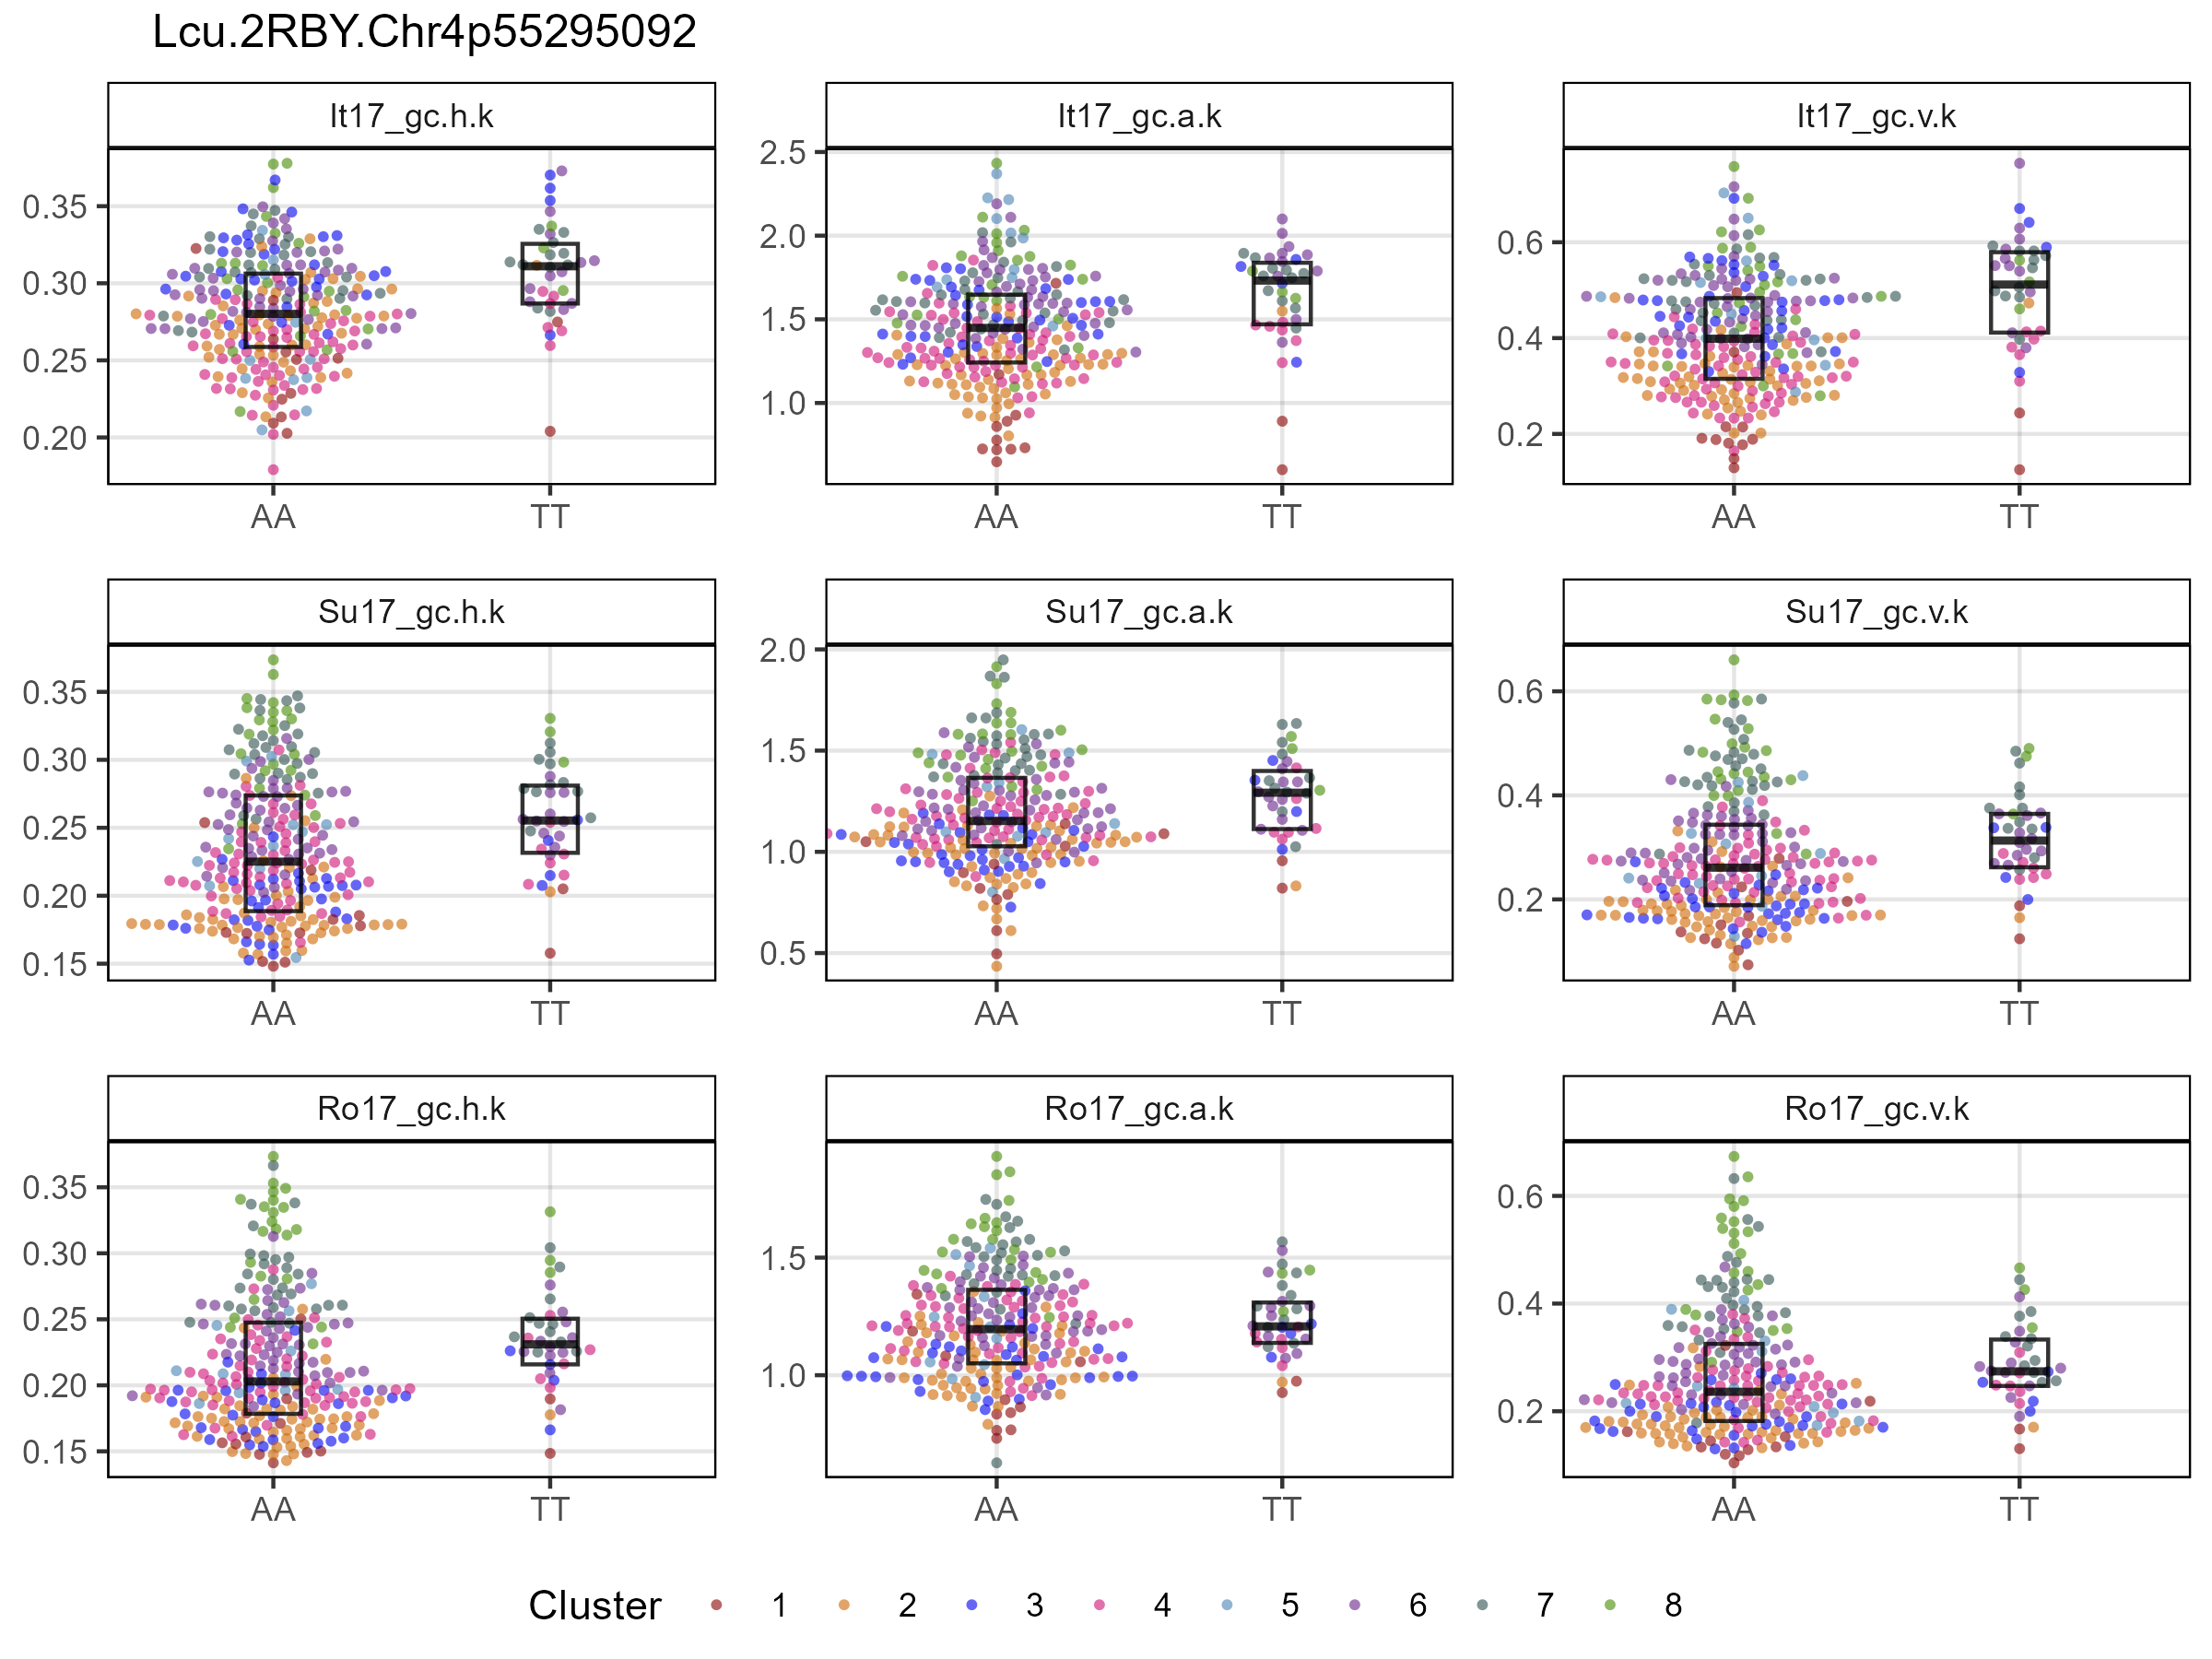 Lcu.2RBY.Chr4p55295092
It17_gc.h.k
It17_gc.a.k
It17_gc.v.k
0.35
0.30
0.25
0.20
AA
TT
2.5
2.0
1.5
1.0
AA
TT
0.6
0.4
0.2
AA
TT
Su17_gc.h.k
Su17_gc.a.k
Su17_gc.v.k
0.35
0.30
0.25
0.20
0.15
AA
TT
2.0
1.5
1.0
0.5
AA
TT
0.6
0.4
0.2
AA
TT
Ro17_gc.h.k
Ro17_gc.a.k
Ro17_gc.v.k
0.35
0.30
0.25
0.20
0.15
AA
TT
1.5
1.0
AA
TT
0.6
0.4
0.2
AA
TT
Cluster 1 2 3 4 5 6 7 8